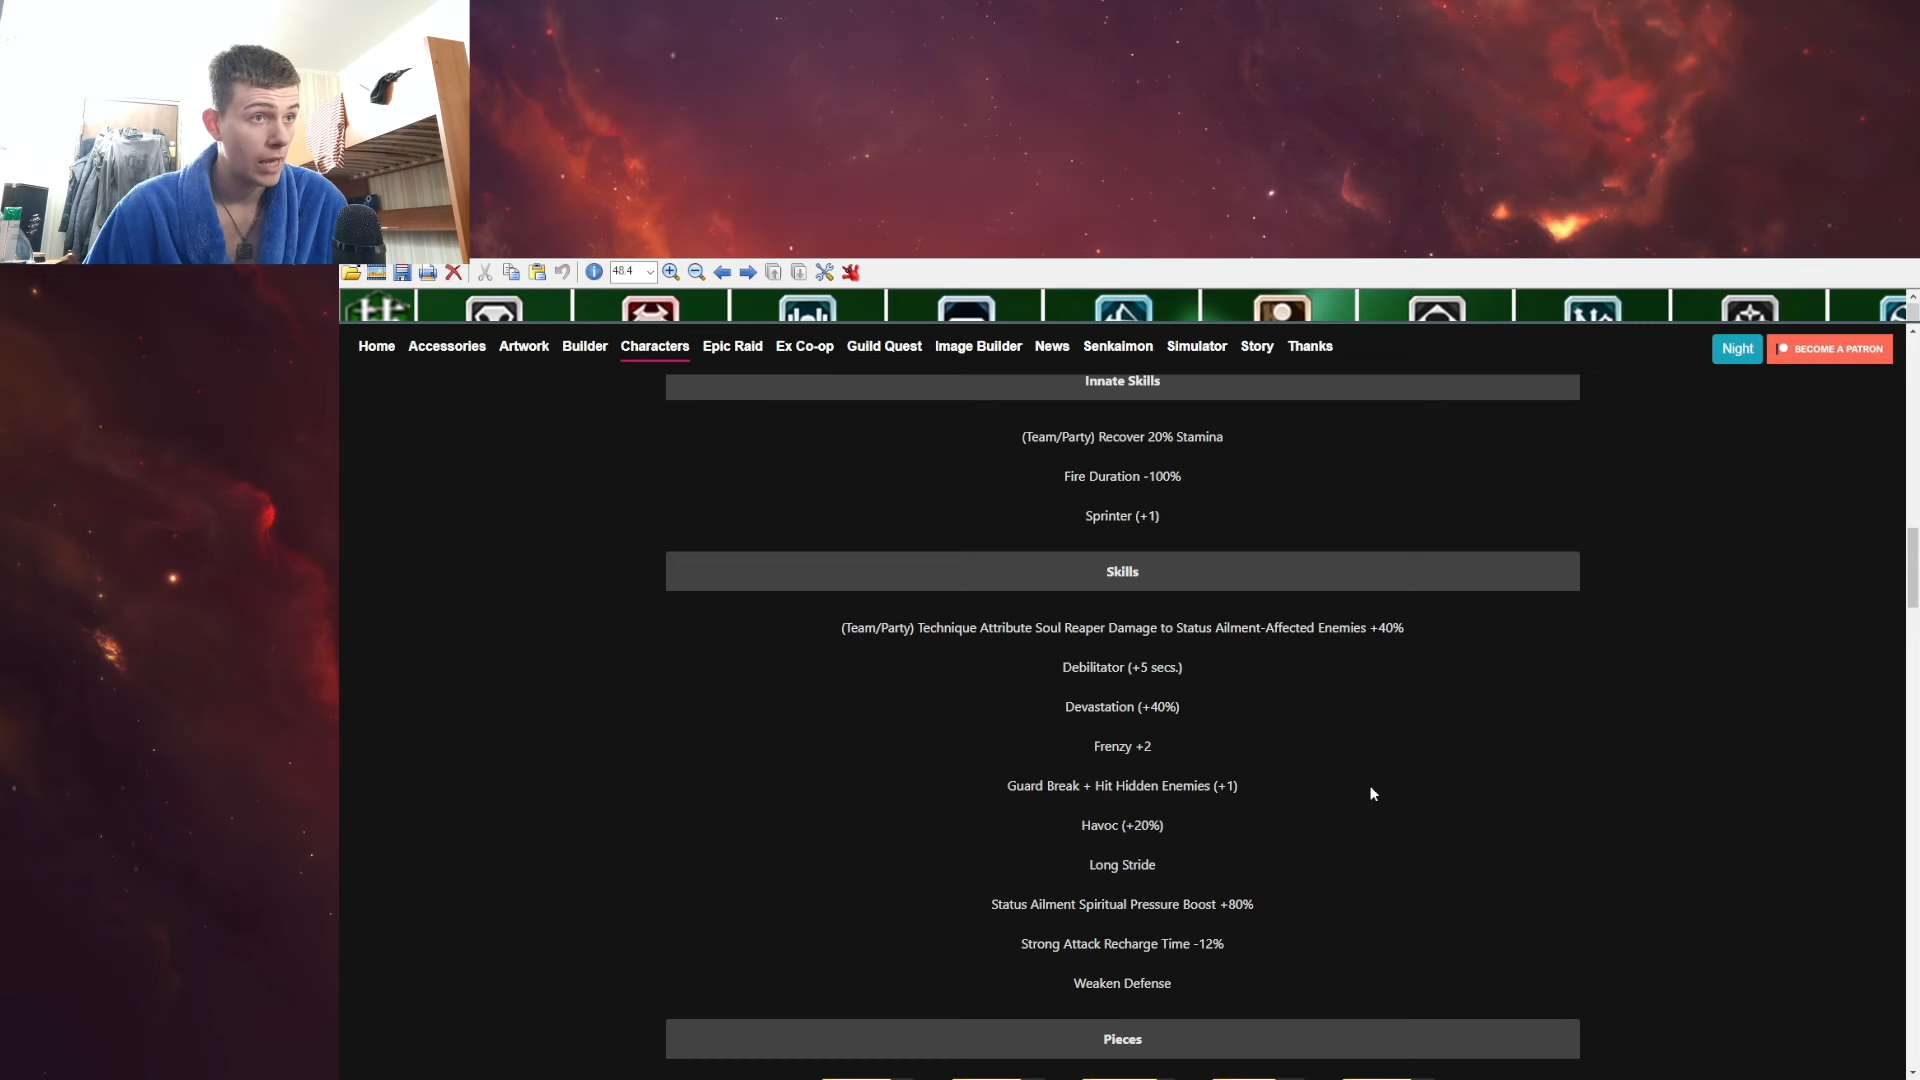 48.4
Home Accessories Artwork Builder Characters Epic Raid Ex Co-op Guild Quest Image Builder News Senkaimon Simulator Story Thanks
Night
BECOME A PATRON
Innate Skills
(Team/Party) Recover 20% Stamina
Fire Duration -100%
Sprinter (+1)
Skills
(Team/Party) Technique Attribute Soul Reaper Damage to Status Ailment-Affected Enemies +40%
Debilitator (+5 secs.)
Devastation (+40%)
Frenzy +2
Guard Break + Hit Hidden Enemies (+1)
Havoc (+20%)
Long Stride
Status Ailment Spiritual Pressure Boost +80%
Strong Attack Recharge Time -12%
Weaken Defense
Pieces